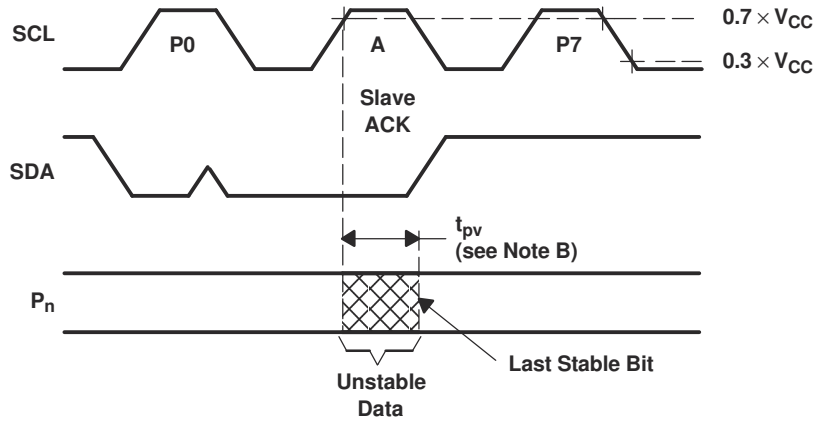 SCL
P0
A
P7
0.7 × VCC
0.3 × VCC
Slave
ACK
SDA
tpv
(see Note B)
Pn
Last Stable Bit
Unstable
Data